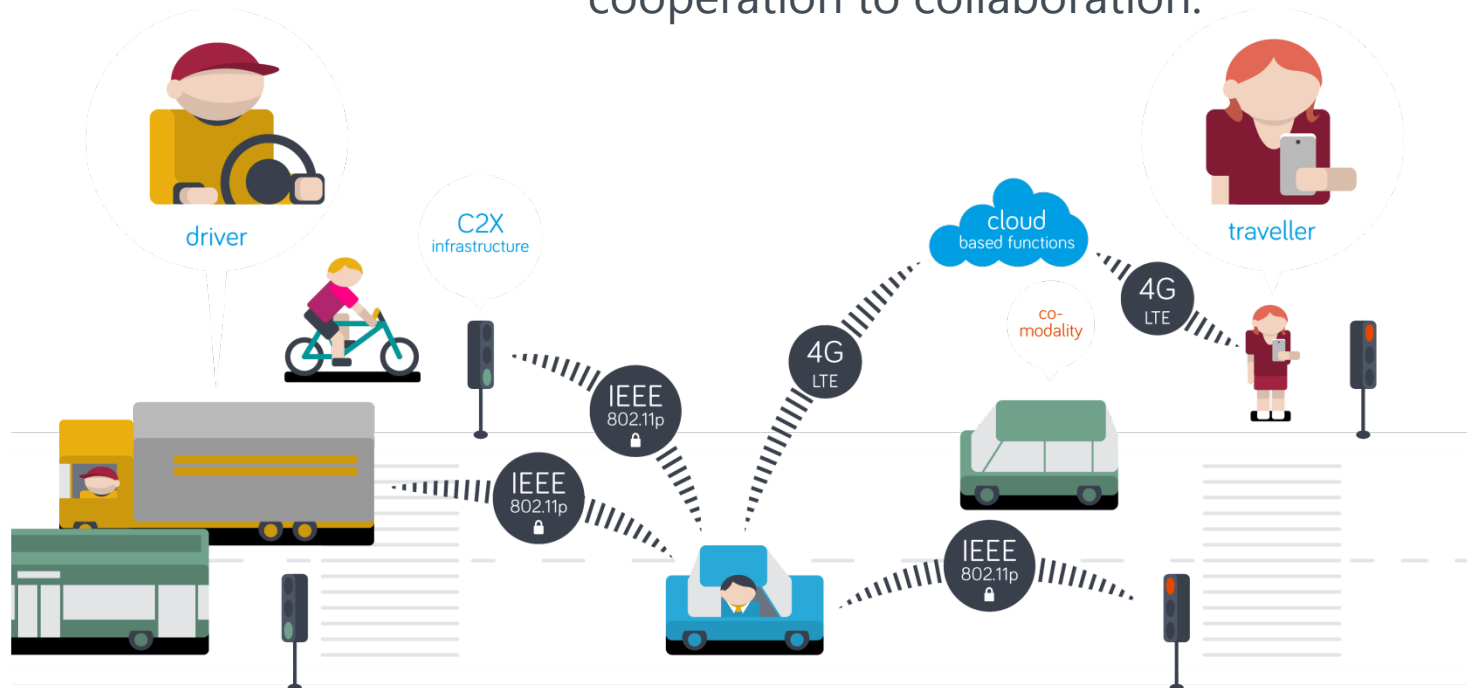 cooperation to collaboration.
driver
C2X
infrastructure
cloud
based functions
traveller
co-
modality
4G
LTE
4G
LTE
IEEE
802.11p
IEEE
802.11p
IEEE
802.11p